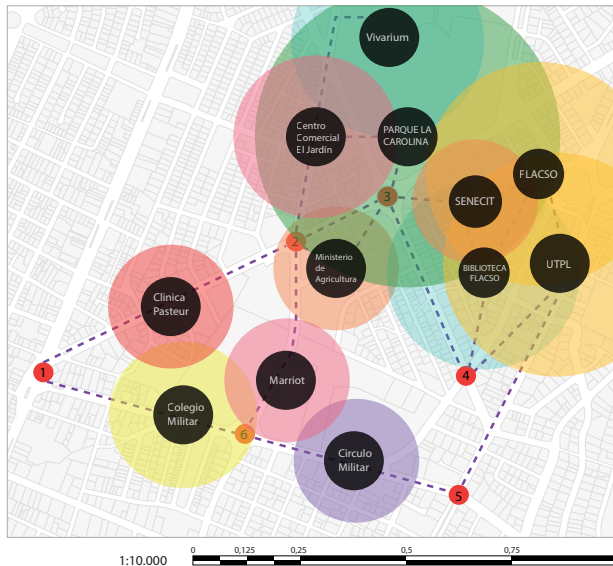 Vivarium
Centro
Comercial
El Jardín
PARQUE LA
CAROLINA
FLACSO
SENECIT
3
2
Ministerio
de
Agricultura
BIBLIOTECA
FLACSO
UTPL
Clinica
Pasteur
1
4
Marriot
Colegio
Militar
6
Circulo
Militar
5
1:10.000
0
0,125
0,25
0,5
0,75